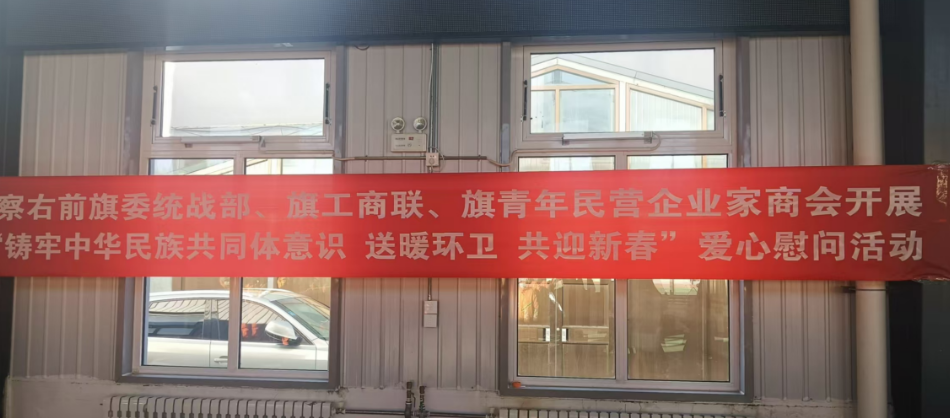 察右前旗委统战部、旗工商联、旗青年民营企业家商会开展
“铸牢中华民族共同体意识 送暖环卫 共迎新春”爱心慰问活动